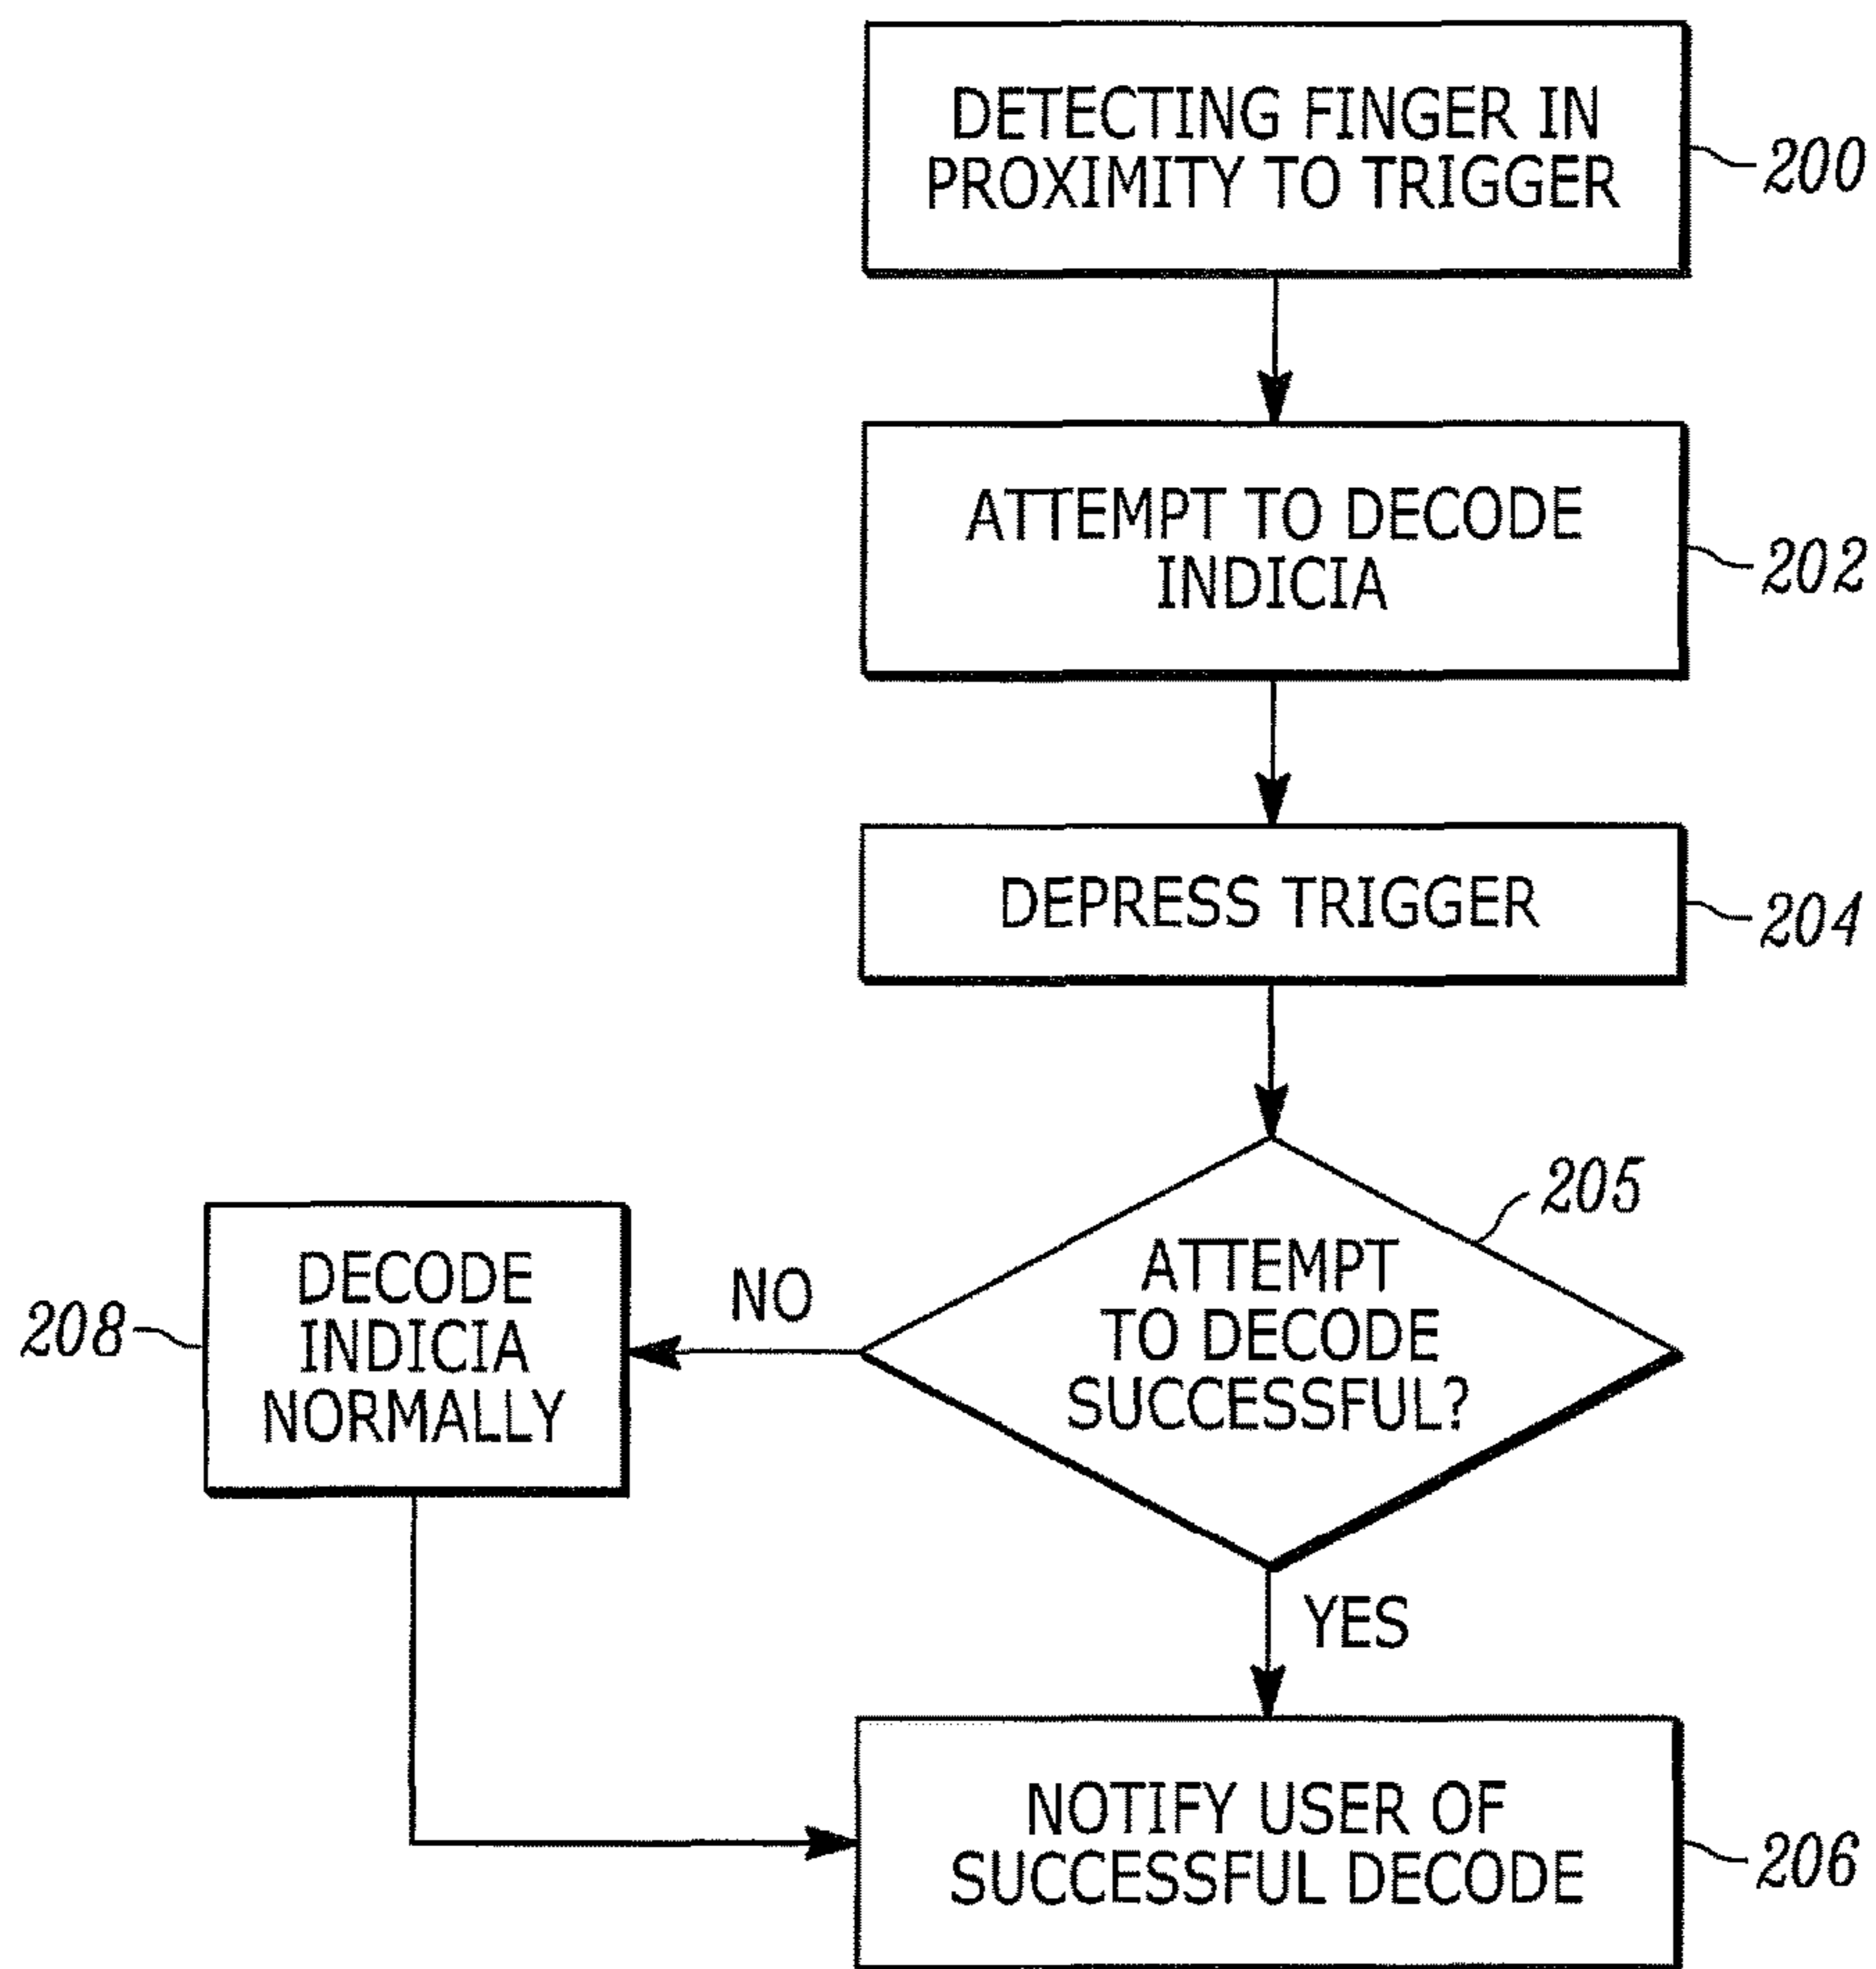 DETECTING FINGER IN
PROXIMITY TO TRIGGER
200
ATTEMPT TO DECODE
INDICIA
202
DEPRESS TRIGGER
204
205
ATTEMPT
TO DECODE
SUCCESSFUL?
NO
DECODE
INDICIA
NORMALLY
208
YES
NOTIFY USER OF
SUCCESSFUL DECODE
206